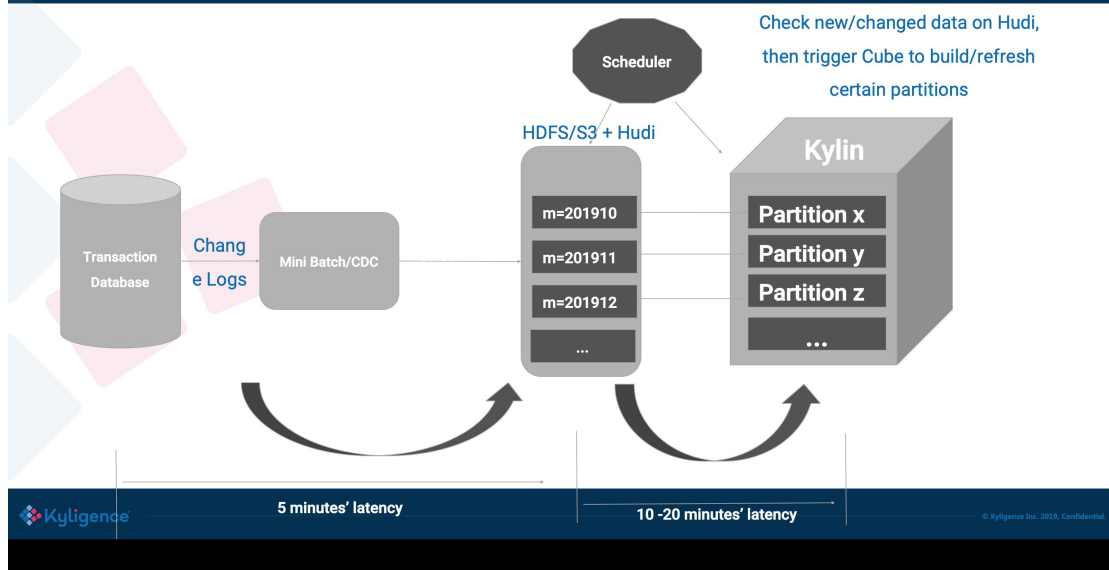 Check new/changed data on Hudi,
then trigger Cube to build/refresh
certain partitions
Scheduler
HDFS/S3 + Hudi
Kylin
m=201910
Partition x
Transaction
Database
Chang
e Logs
Mini Batch/CDC
m=201911
Partition y
m=201912
Partition z
...
...
5 minutes’ latency
10 -20 minutes’ latency
Kyligence
© Kyligence Inc. 2019, Confidential.